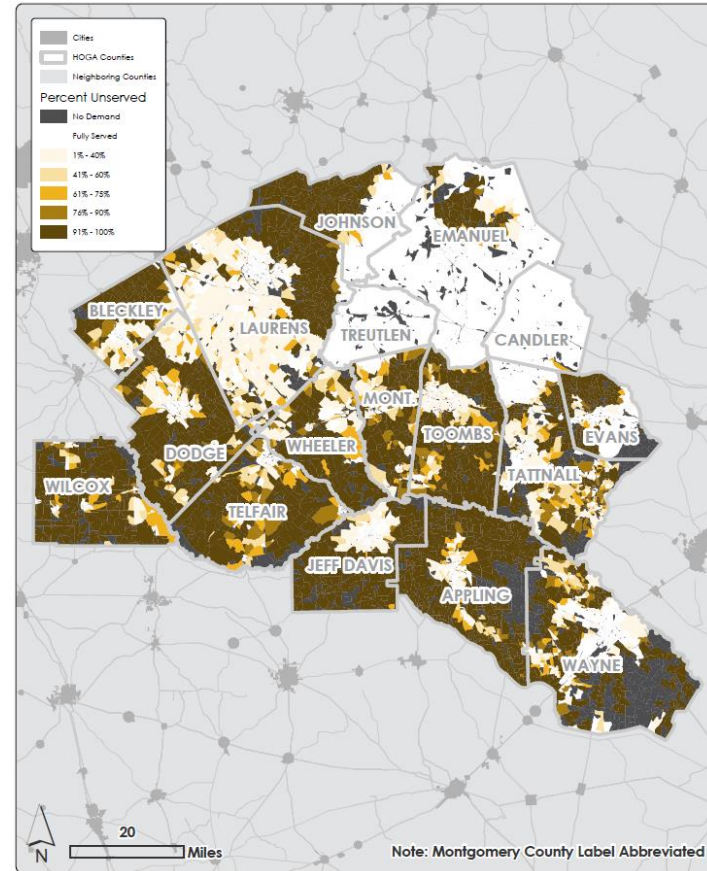 Cities
HOGA Counties
Neighboring Counties
Percent Unserved
No Demand
Fully Served
1% - 40%
41% - 60%
61% - 75%
76% - 90%
91% - 100%
JOHNSON
EMANUEL
BLECKLEY
LAURENS
TREUTLEN
CANDLER
MONT.
EVANS
DODGE
WHEELER
TOOMBS
TATTNALL
WILCOX
TELFAIR
JEFF DAVIS
APPLING
WAYNE
20
N
Miles
Note: Montgomery County Label Abbreviated